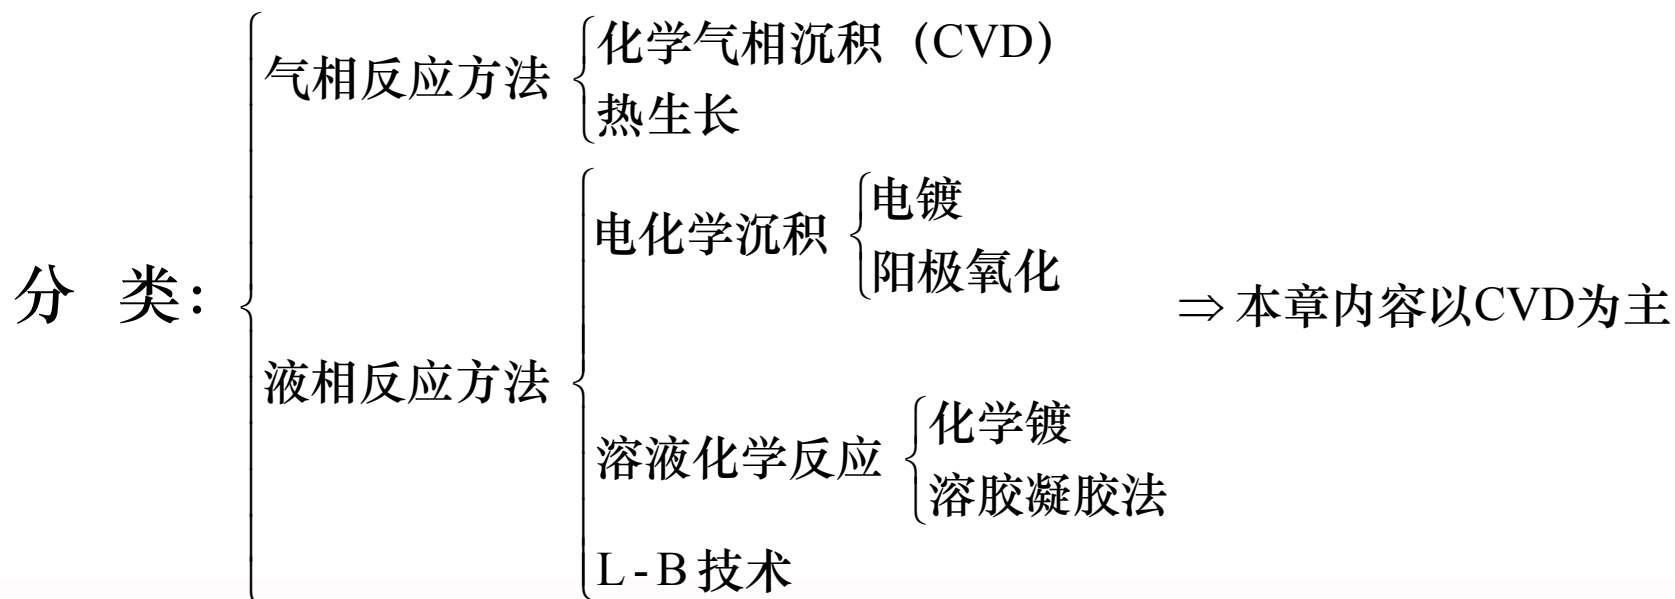 分 类:
气相反应方法
化学气相沉积（CVD）
热生长
液相反应方法
电化学沉积
电镀
阳极氧化
溶液化学反应
化学镀
溶胶凝胶法
L-B技术
⇒本章内容以CVD为主